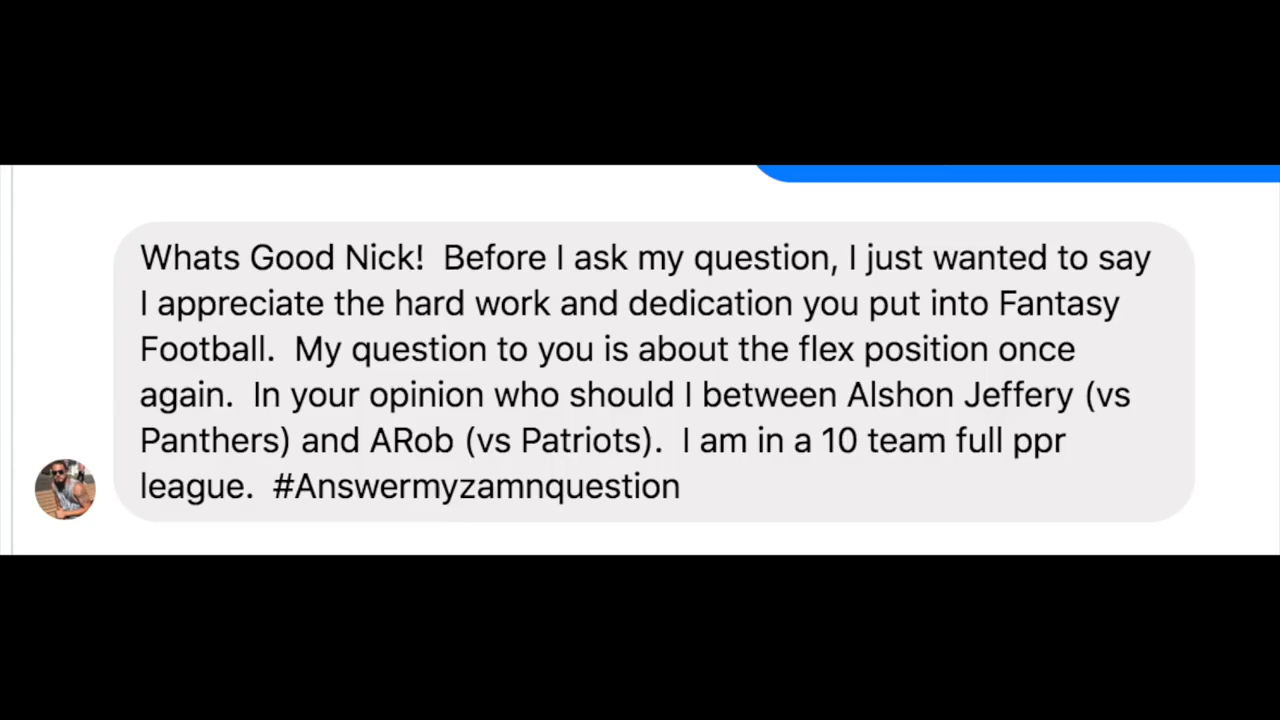 Whats Good Nick!  Before I ask my question, I just wanted to say
I appreciate the hard work and dedication you put into Fantasy
Football.  My question to you is about the flex position once
again.  In your opinion who should I between Alshon Jeffery (vs
Panthers) and ARob (vs Patriots).  I am in a 10 team full ppr
league.  #Answermyzamnquestion